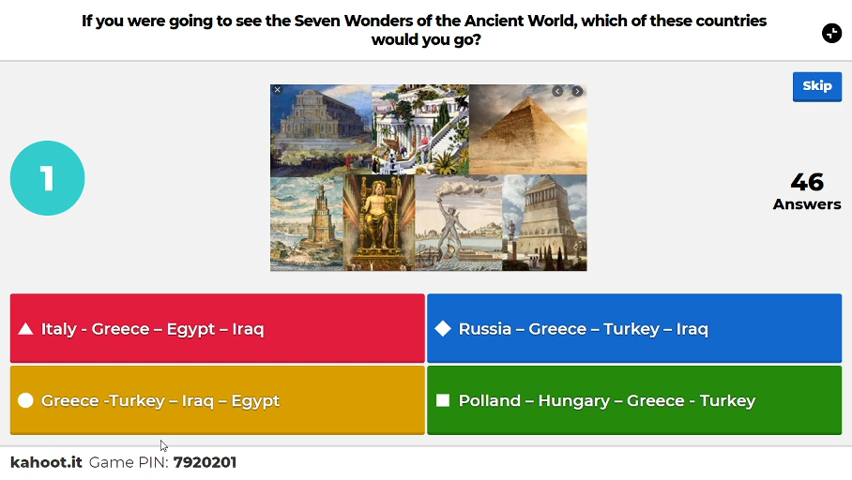 If you were going to see the Seven Wonders of the Ancient World, which of these countries
would you go?
Skip
1
46
Answers
Italy - Greece – Egypt – Iraq
Russia – Greece – Turkey – Iraq
Greece -Turkey – Iraq – Egypt
Polland – Hungary – Greece - Turkey
kahoot.it Game PIN: 7920201